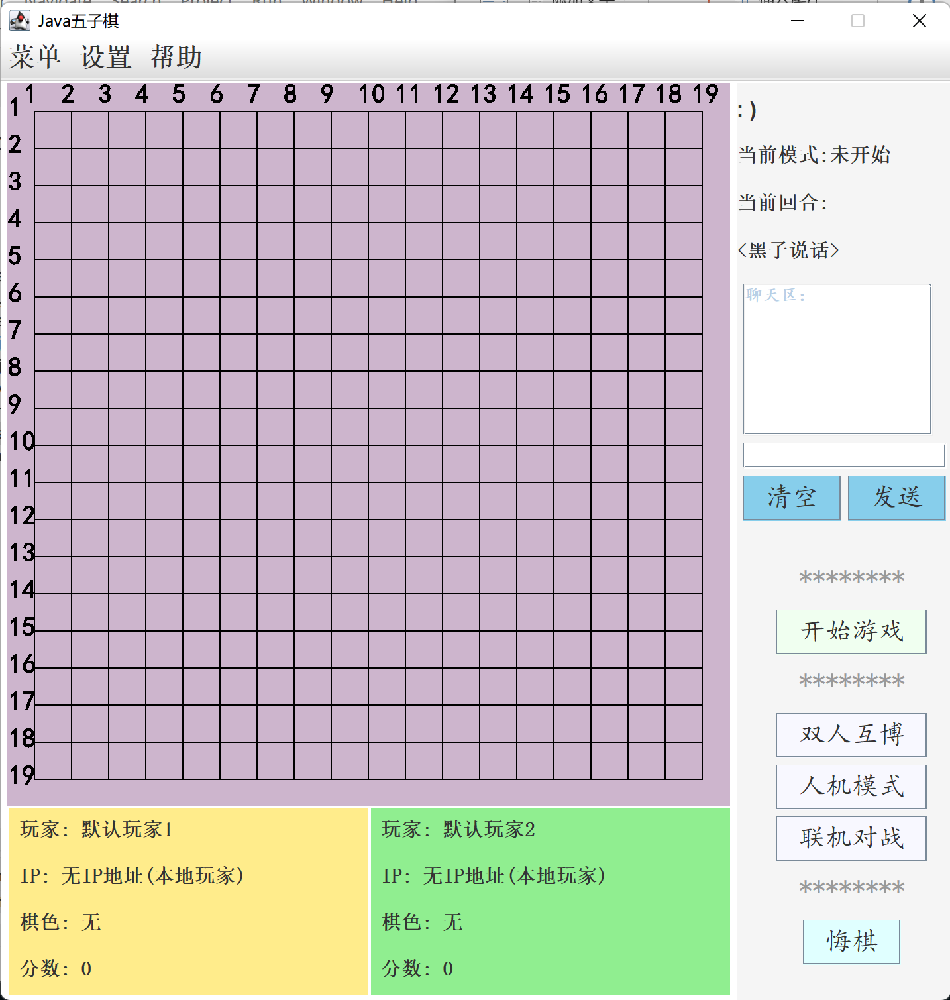 Java五子棋
菜单 设置 帮助
1 2 3 4 5 6 7 8 9 10 11 12 13 14 15 16 17 18 19
1
2
3
4
5
6
7
8
9
10
11
12
13
14
15
16
17
18
19
:)
当前模式:未开始
当前回合:
<黑子说话>
聊天区:
清空 发送
********
开始游戏
********
双人互博
人机模式
联机对战
********
悔棋
玩家: 默认玩家1
IP: 无IP地址(本地玩家)
棋色: 无
分数: 0
玩家: 默认玩家2
IP: 无IP地址(本地玩家)
棋色: 无
分数: 0